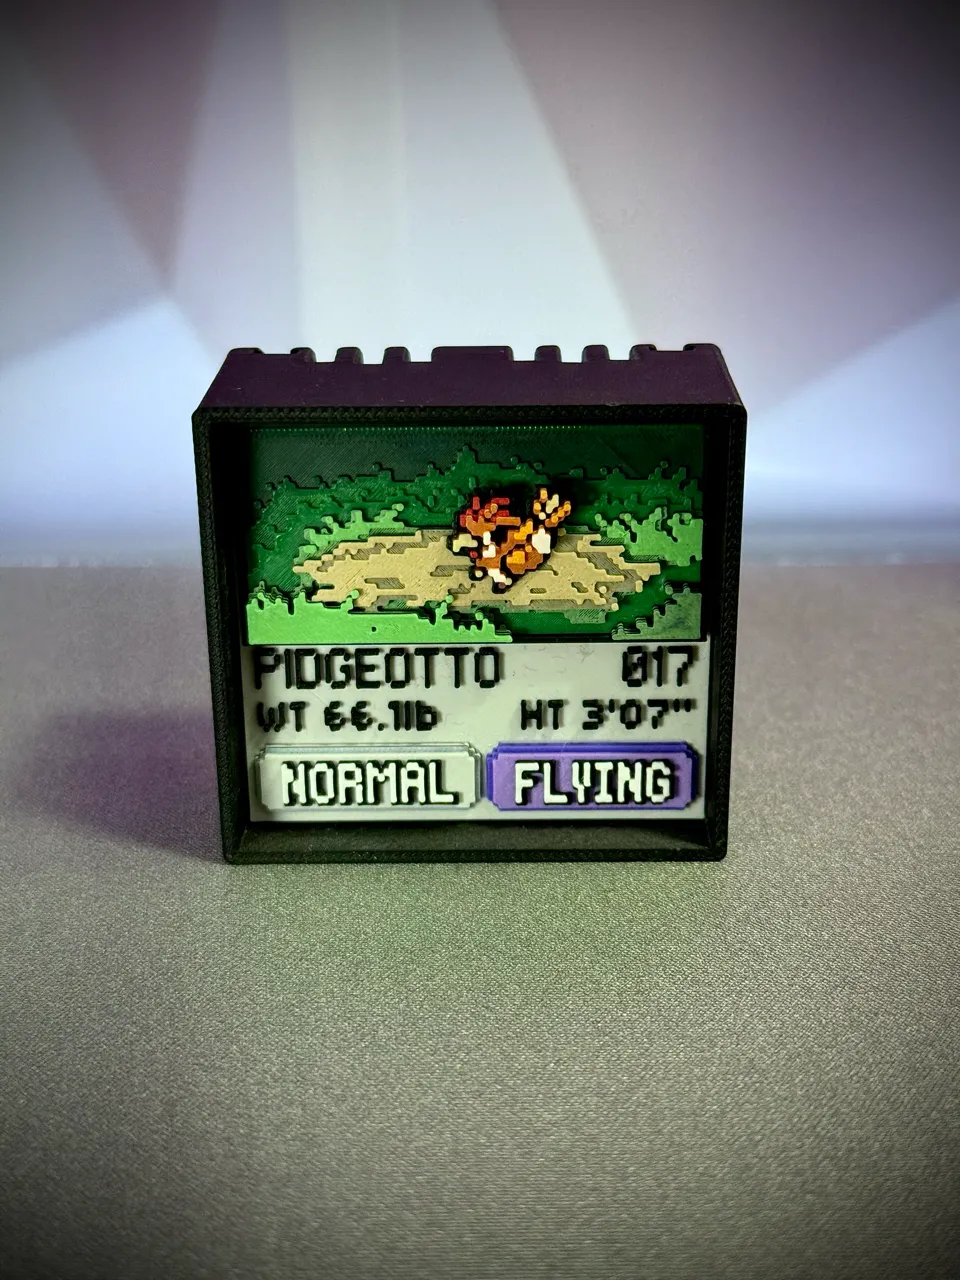 PIDGEOTTO 017
WT 66.1lb HT 3'07"
NORMAL FLYING